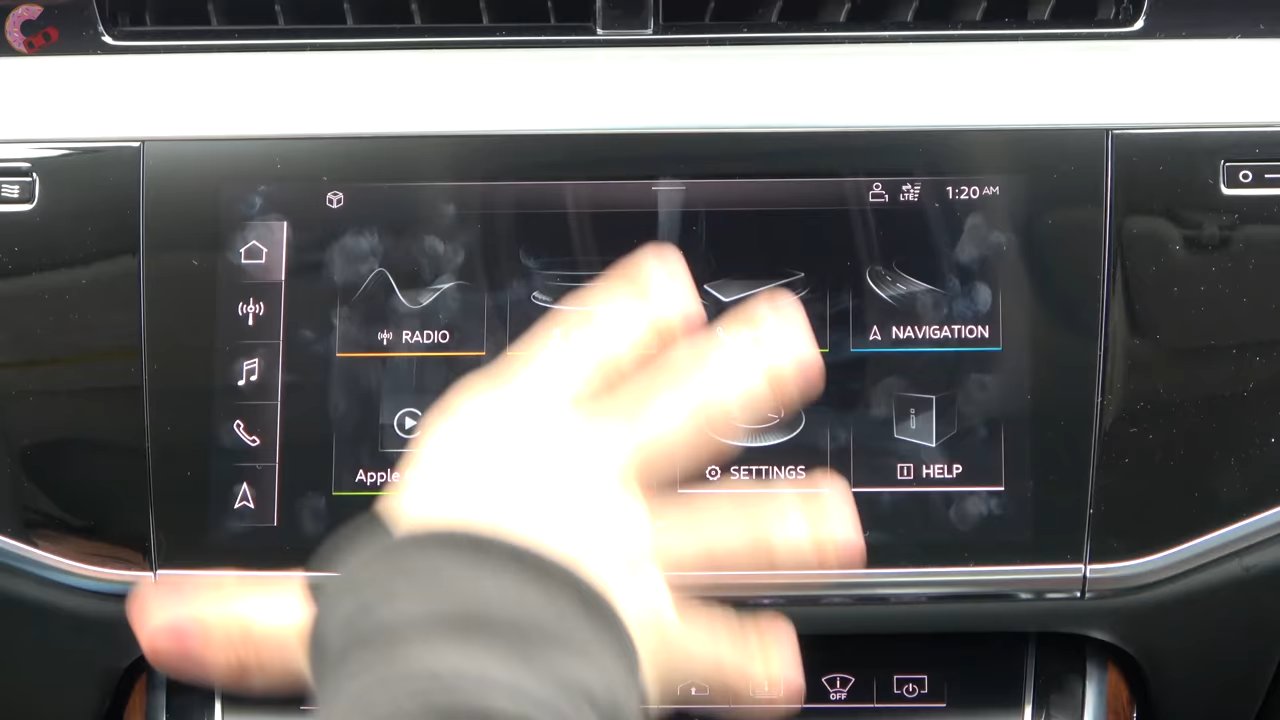 LTE
1:20 AM
RADIO
NAVIGATION
Apple
SETTINGS
HELP
OFF